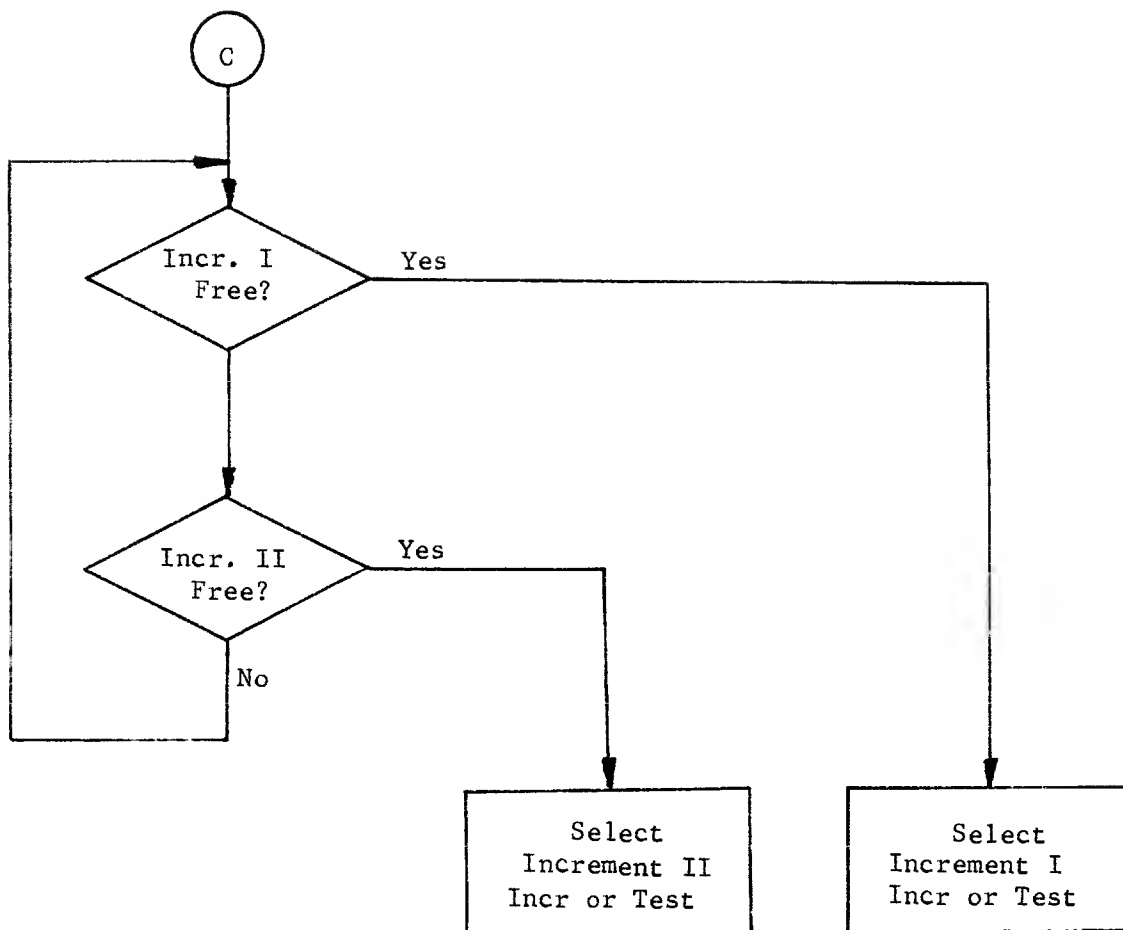 C
Incr. I
Free?
Yes
Incr. II
Free?
Yes
No
Select
Increment II
Incr or Test
Select
Increment I
Incr or Test